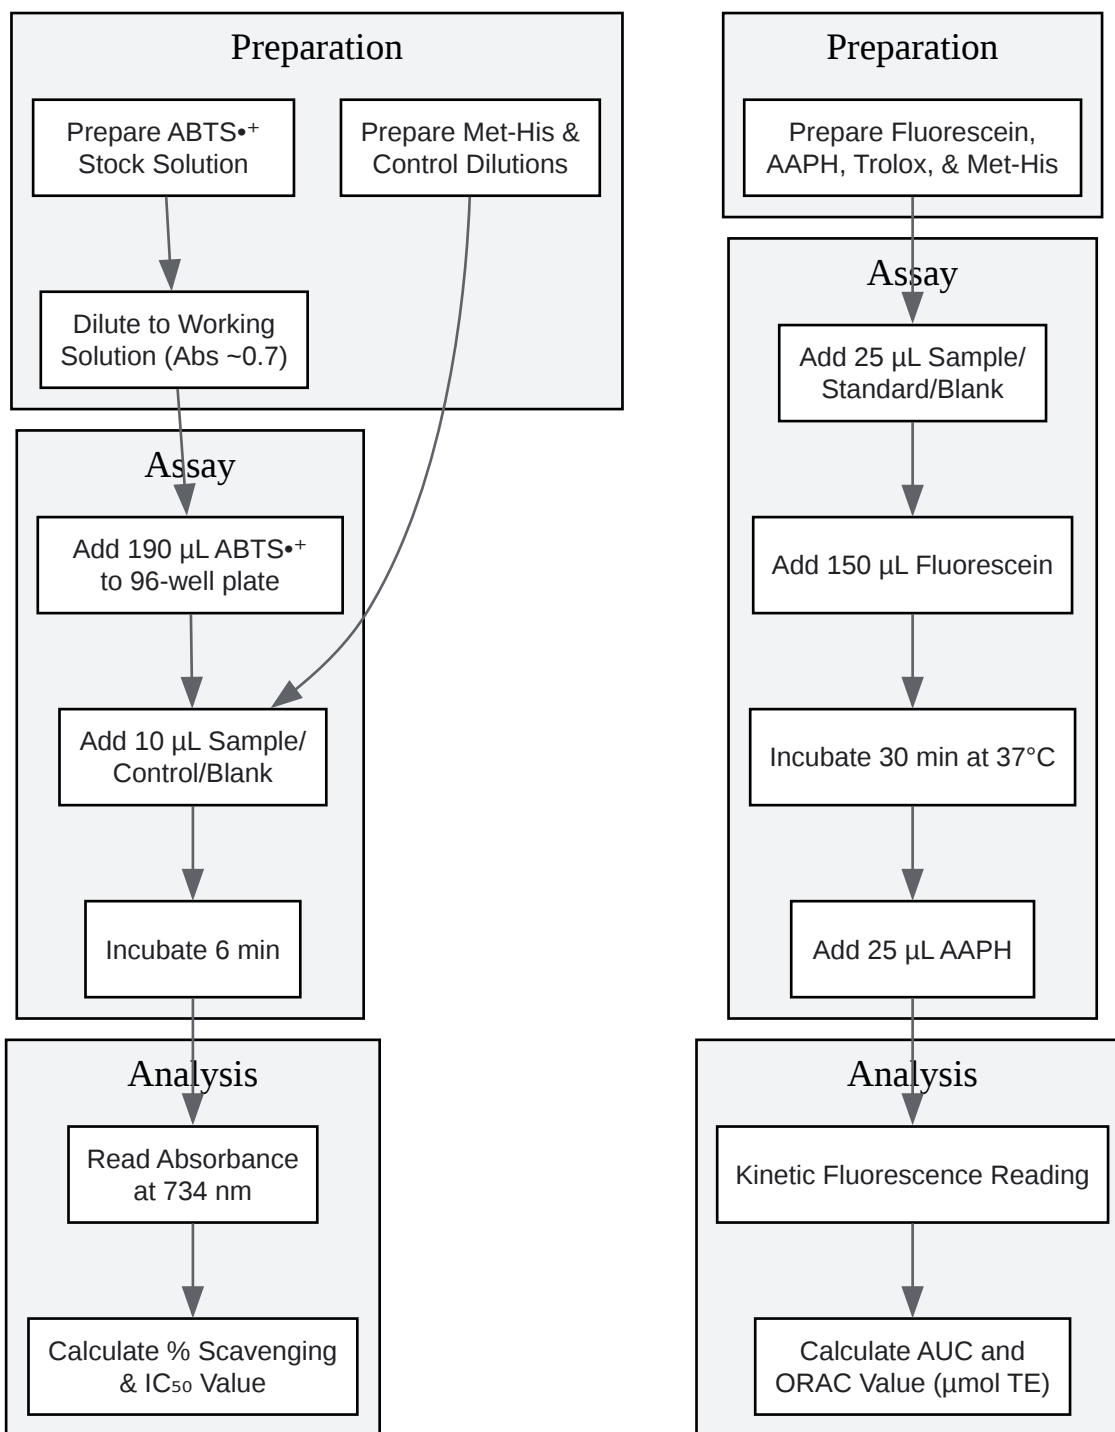 Preparation
Prepare ABTS•⁺
Stock Solution
Prepare Met-His &
Control Dilutions
Dilute to Working
Solution (Abs ~0.7)
Assay
Add 190 µL ABTS•⁺
to 96-well plate
Add 10 µL Sample/
Control/Blank
Incubate 6 min
Analysis
Read Absorbance
at 734 nm
Calculate % Scavenging
& IC₅₀ Value
Preparation
Prepare Fluorescein,
AAPH, Trolox, & Met-His
Assay
Add 25 µL Sample/
Standard/Blank
Add 150 µL Fluorescein
Incubate 30 min at 37°C
Add 25 µL AAPH
Analysis
Kinetic Fluorescence Reading
Calculate AUC and
ORAC Value (µmol TE)